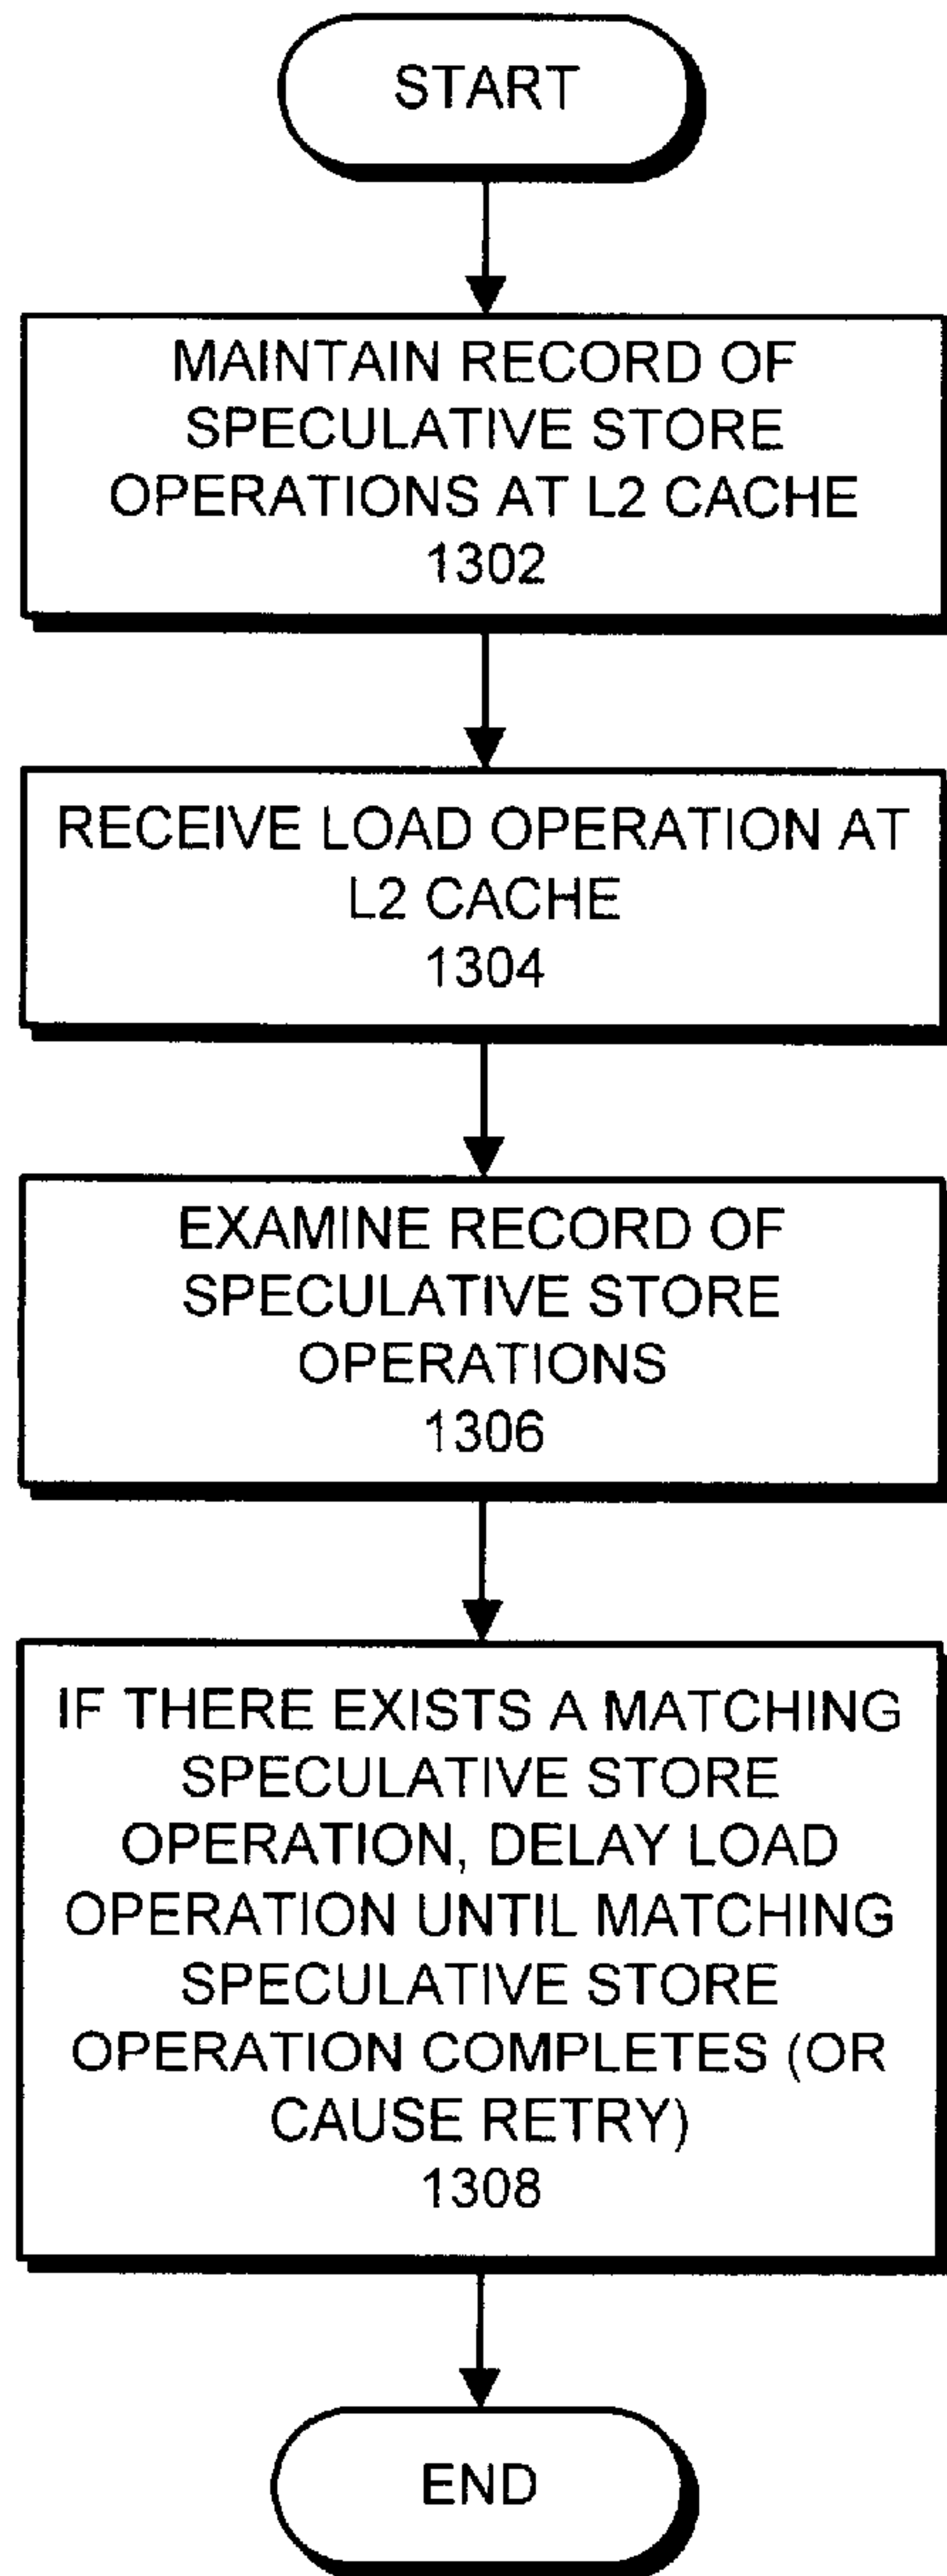 START
MAINTAIN RECORD OF
SPECULATIVE STORE
OPERATIONS AT L2 CACHE
1302
RECEIVE LOAD OPERATION AT
L2 CACHE
1304
EXAMINE RECORD OF
SPECULATIVE STORE
OPERATIONS
1306
IF THERE EXISTS A MATCHING
SPECULATIVE STORE
OPERATION, DELAY LOAD
OPERATION UNTIL MATCHING
SPECULATIVE STORE
OPERATION COMPLETES (OR
CAUSE RETRY)
1308
END